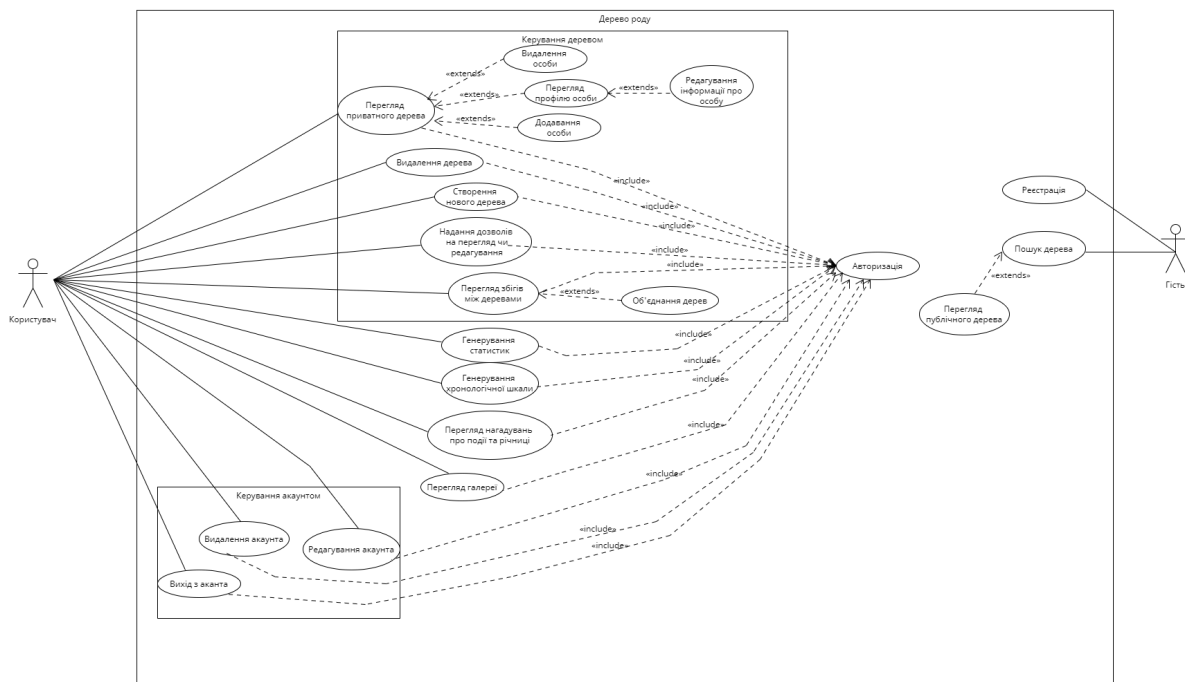 Дерево роду
Керування деревом
Видалення
особи
«extends»
Перегляд
профілю особи
«extends»
«extends»
Редагування
інформації про
особу
Перегляд
приватного дерева
«extends»
Додавання
особи
Видалення дерева
«include»
Створення
нового дерева
«include»
«include»
Надання дозволів
на перегляд чи
редагування
«include»
«include»
Перегляд збігів
між деревами
«extends»
Об'єднання дерев
Авторизація
Реєстрація
Пошук дерева
«extends»
Перегляд
публічного дерева
Гість
Користувач
Генерування
статистик
«include»
Генерування
хронологічної шкали
«include»
«include»
Перегляд нагадувань
про події та річниці
«include»
Перегляд галереї
«include»
Керування акаунтом
Видалення акаунта
Редагування акаунта
«include»
«include»
Вихід з аканта